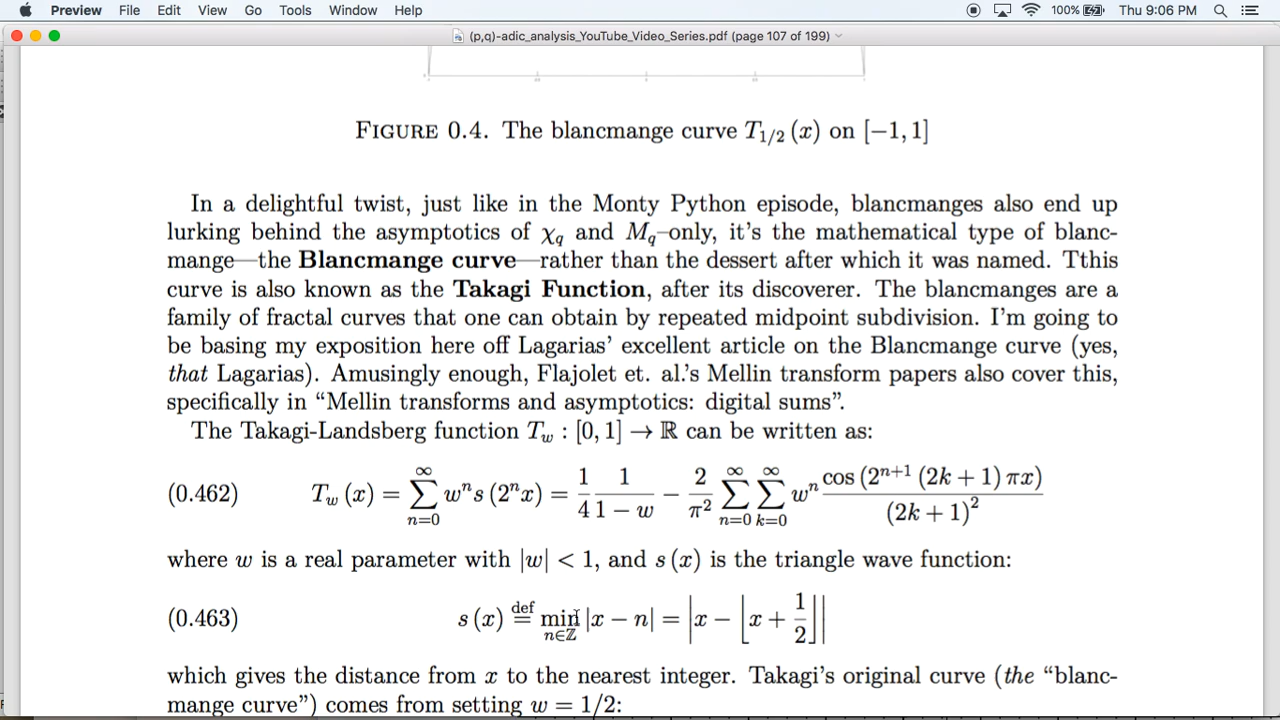 Preview File Edit View Go Tools Window Help 100% Thu 9:06 PM
(p,q)-adic_analysis_YouTube_Video_Series.pdf (page 107 of 199)
FIGURE 0.4. The blancmange curve T_{1/2} (x) on [−1, 1]
In a delightful twist, just like in the Monty Python episode, blancmanges also end up
lurking behind the asymptotics of χ_q and M_q–only, it's the mathematical type of blanc-
mange—the Blancmange curve—rather than the dessert after which it was named. Tthis
curve is also known as the Takagi Function, after its discoverer. The blancmanges are a
family of fractal curves that one can obtain by repeated midpoint subdivision. I'm going to
be basing my exposition here off Lagarias' excellent article on the Blancmange curve (yes,
that Lagarias). Amusingly enough, Flajolet et. al.'s Mellin transform papers also cover this,
specifically in "Mellin transforms and asymptotics: digital sums".
The Takagi-Landsberg function T_w : [0, 1] → ℝ can be written as:
(0.462) T_w (x) = ∑_{n=0}^{∞} w^n s (2^n x) = \frac{1}{4} \frac{1}{1 − w} − \frac{2}{π^2} ∑_{n=0}^{∞} ∑_{k=0}^{∞} w^n \frac{cos (2^{n+1} (2k + 1) πx)}{(2k + 1)^2}
where w is a real parameter with |w| < 1, and s (x) is the triangle wave function:
(0.463) s (x) \overset{def}{=} min_{n∈ℤ} |x − n| = |x − ⌊x + \frac{1}{2}⌋|
which gives the distance from x to the nearest integer. Takagi's original curve (the "blanc-
mange curve") comes from setting w = 1/2: